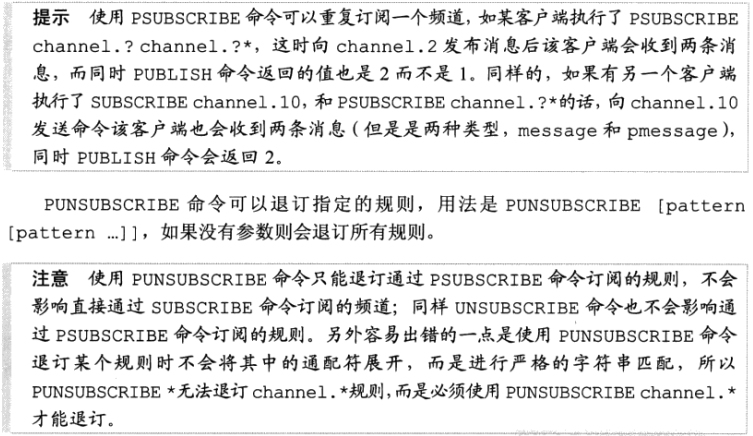 提示 使用 PSUBSCRIBE 命令可以重复订阅一个频道，如某客户端执行了 PSUBSCRIBE
channel.? channel.?*，这时向 channel.2 发布消息后该客户端会收到两条消
息，而同时 PUBLISH 命令返回的值也是 2 而不是 1。同样的，如果有另一个客户端
执行了 SUBSCRIBE channel.10，和 PSUBSCRIBE channel.?*的话，向 channel.10
发送命令该客户端也会收到两条消息（但是是两种类型，message 和 pmessage），
同时 PUBLISH 命令会返回 2。
PUNSUBSCRIBE 命令可以退订指定的规则，用法是 PUNSUBSCRIBE [pattern
[pattern …]]，如果没有参数则会退订所有规则。
注意 使用 PUNSUBSCRIBE 命令只能退订通过 PSUBSCRIBE 命令订阅的规则，不会
影响直接通过 SUBSCRIBE 命令订阅的频道；同样 UNSUBSCRIBE 命令也不会影响通
过 PSUBSCRIBE 命令订阅的规则。另外容易出错的一点是使用 PUNSUBSCRIBE 命令
退订某个规则时不会将其中的通配符展开，而是进行严格的字符串匹配，所以
PUNSUBSCRIBE *无法退订 channel.*规则，而是必须使用 PUNSUBSCRIBE channel.*
才能退订。